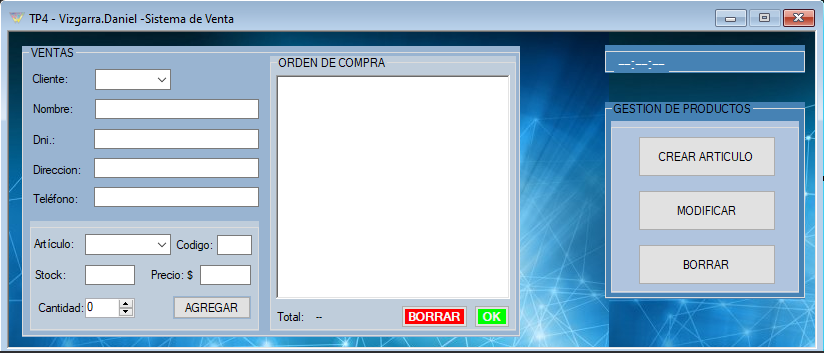 TP4 - Vizgarra.Daniel -Sistema de Venta
VENTAS
Cliente:
Nombre:
Dni.:
Direccion:
Teléfono:
Artículo:
Codigo:
Stock:
Precio: $
Cantidad:
0
AGREGAR
ORDEN DE COMPRA
Total: --
BORRAR
OK
_ --:--:-- _
GESTION DE PRODUCTOS
CREAR ARTICULO
MODIFICAR
BORRAR